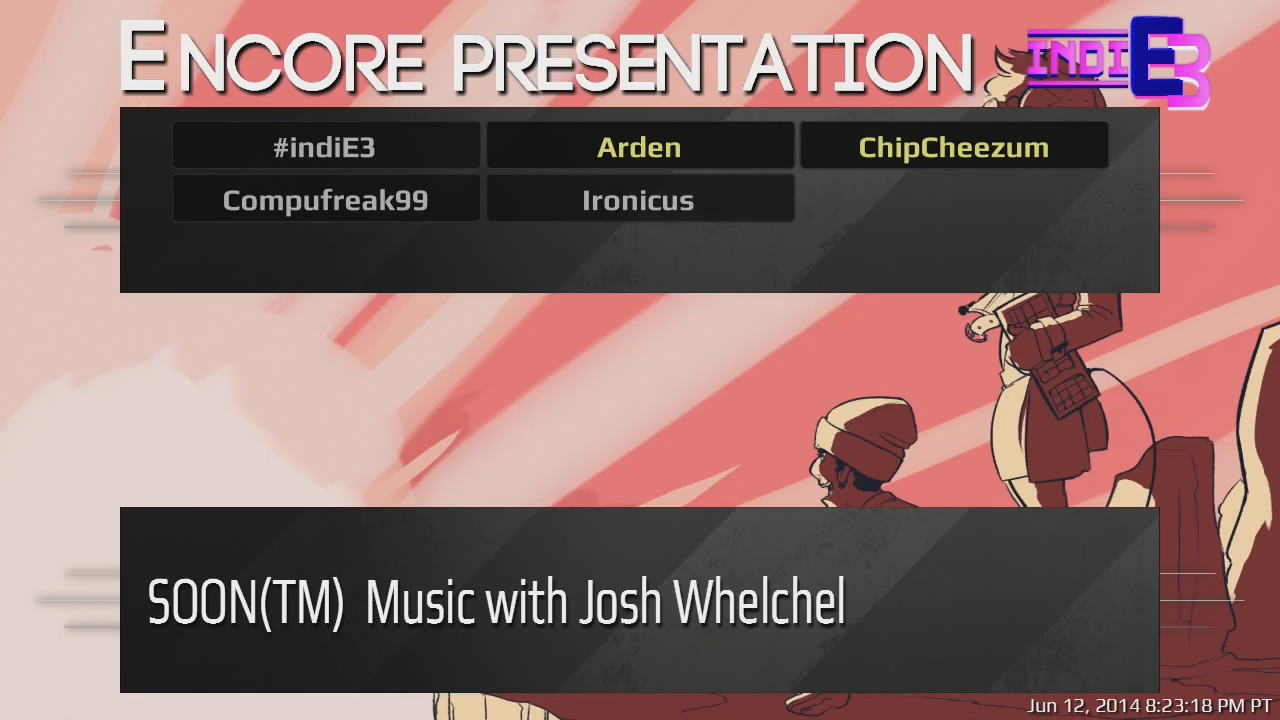 ENCORE PRESENTATION
INDIE3
#indiE3 Arden ChipCheezum
Compufreak99 Ironicus
SOON(TM) Music with Josh Whelchel
Jun 12, 2014 8:23:18 PM PT